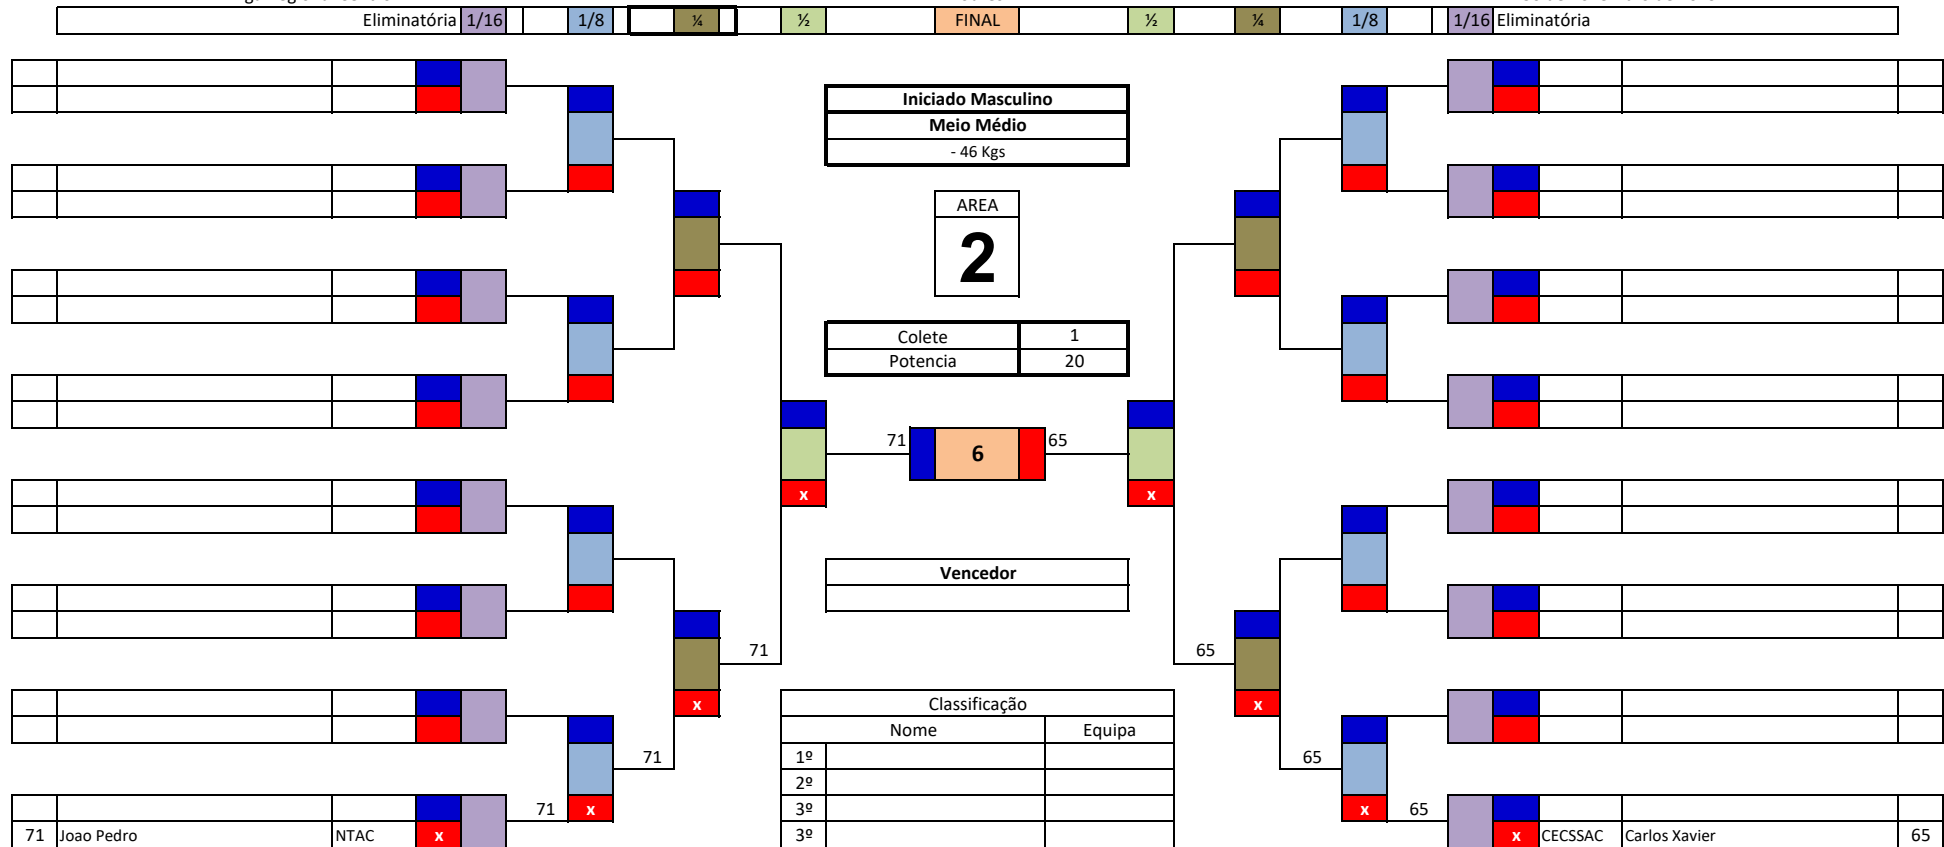 Eliminatória 1/16 1/8 ¼ ½ FINAL ½ ¼ 1/8 1/16 Eliminatória
Iniciado Masculino
Meio Médio
- 46 Kgs
AREA
2
Colete 1
Potencia 20
71 6 65
x x
Vencedor
71 65
x x
Classificação
Nome Equipa
71 1º 65
2º
71 x 3º x 65
71 Joao Pedro NTAC x 3º x CECSSAC Carlos Xavier 65